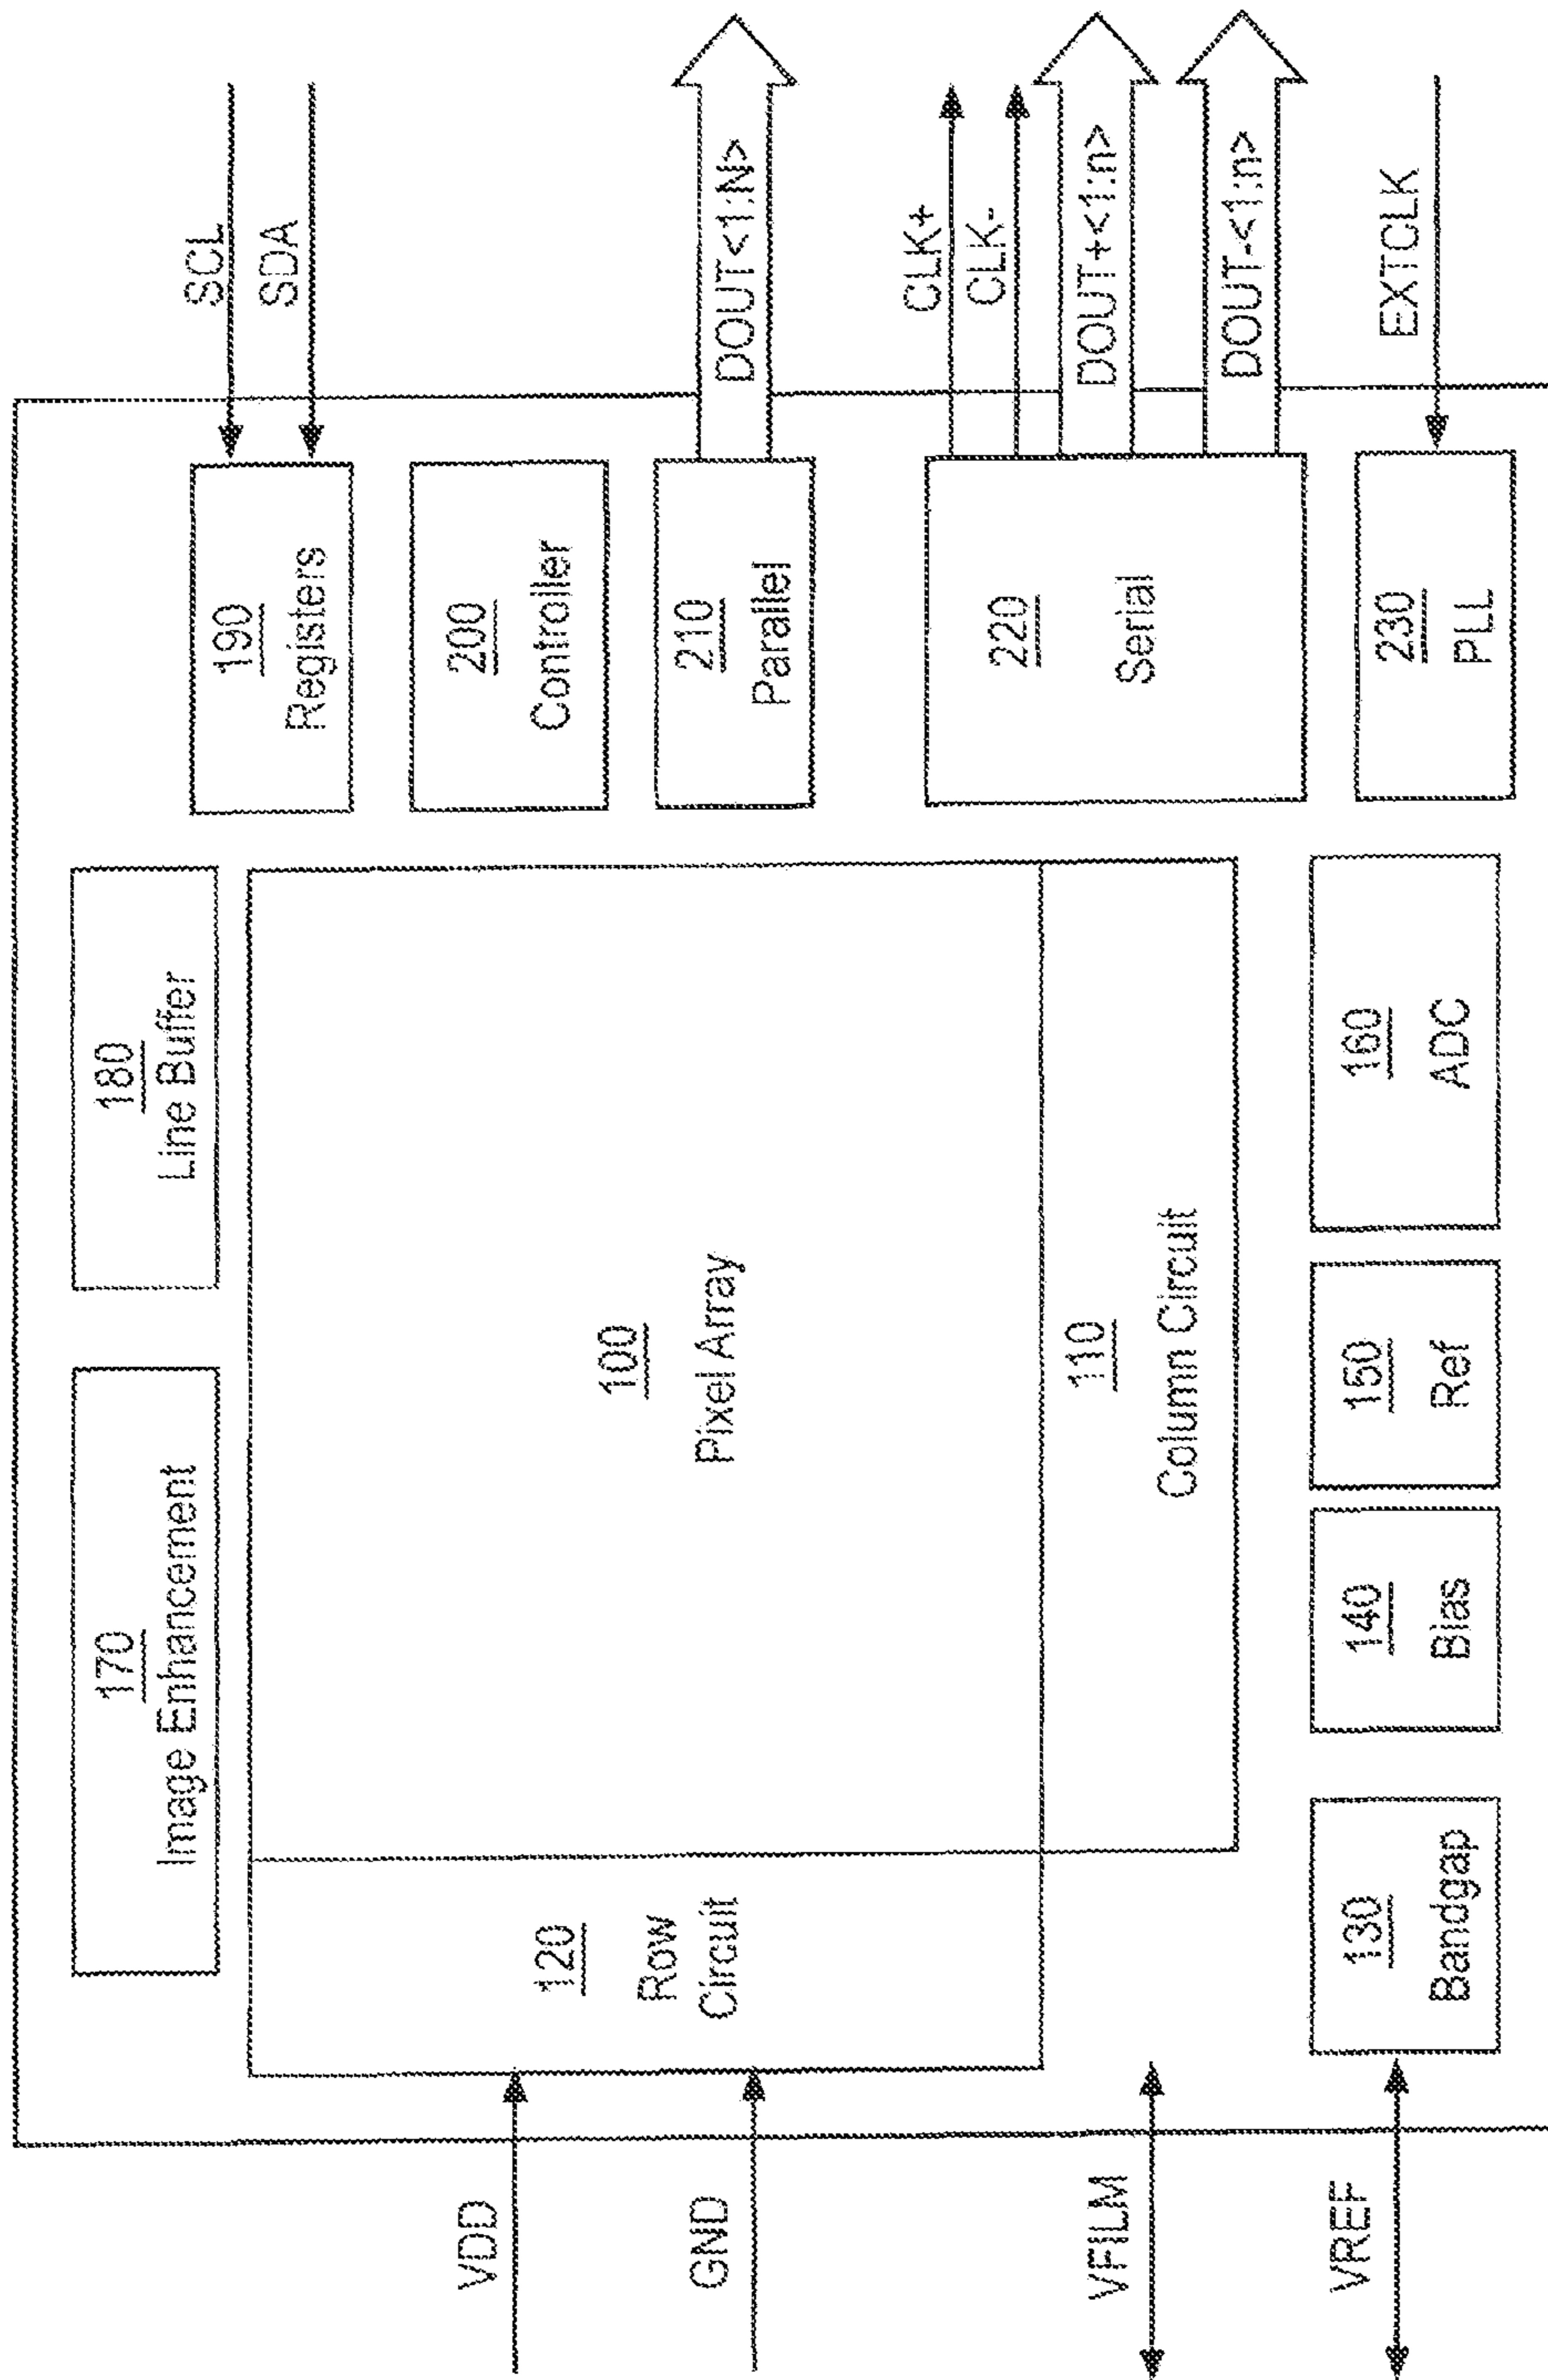 SCL
SDA
DOUT<1:N>
CLK+
CLK-
DOUT+<1:n>
DOUT-<1:n>
EXTCLK
190
Registers
200
Controller
210
Parallel
220
Serial
230
PLL
180
Line Buffer
170
Image Enhancement
100
Pixel Array
110
Column Circuit
120
Row
Circuit
160
ADC
150
Ref
140
Bias
130
Bandgap
VDD
GND
VFILM
VREF